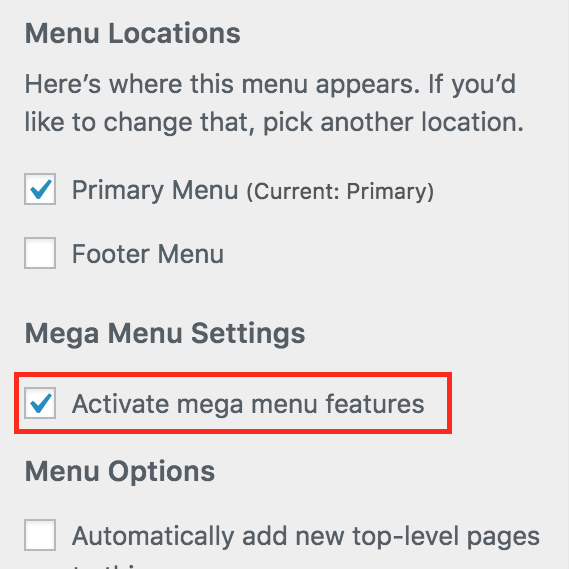 Menu Locations
Here’s where this menu appears. If you’d
like to change that, pick another location.
Primary Menu (Current: Primary)
Footer Menu
Mega Menu Settings
Activate mega menu features
Menu Options
Automatically add new top-level pages